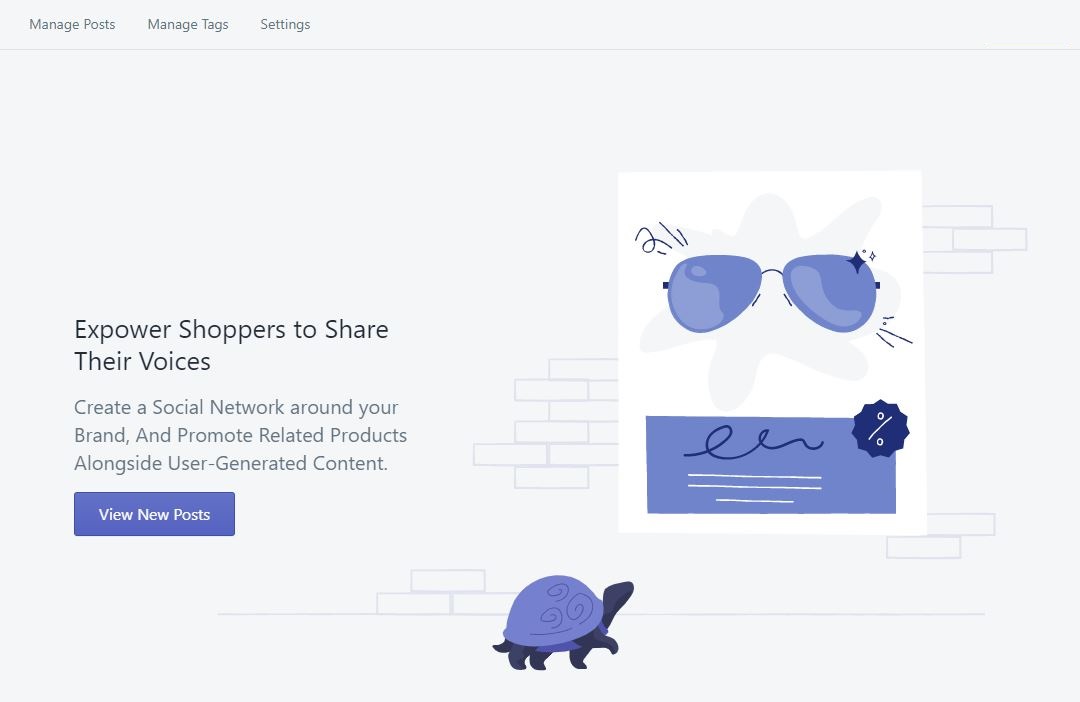 Manage Posts Manage Tags Settings
Expower Shoppers to Share
Their Voices
Create a Social Network around your
Brand, And Promote Related Products
Alongside User-Generated Content.
View New Posts
%